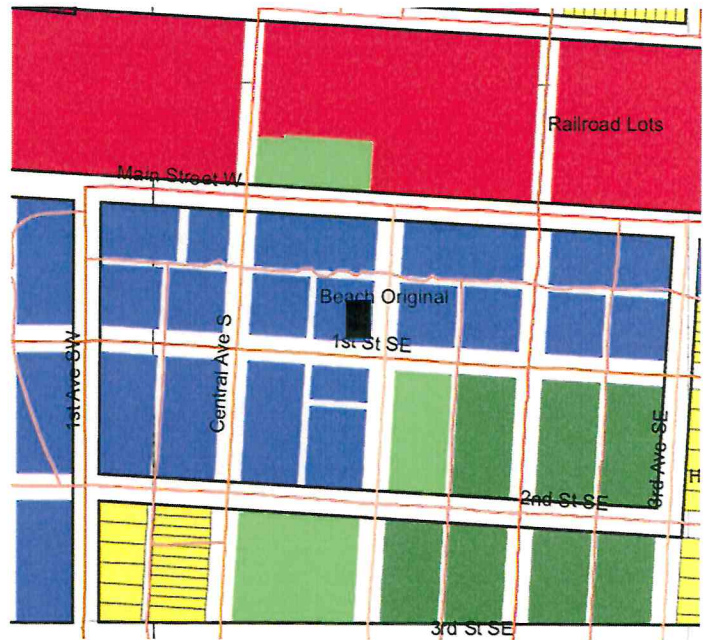 Railroad Lots
Main Street W
Beach Original
1st St SE
1st Ave SW
Central Ave S
3rd Ave SE
H
2nd St SE
3rd St SE